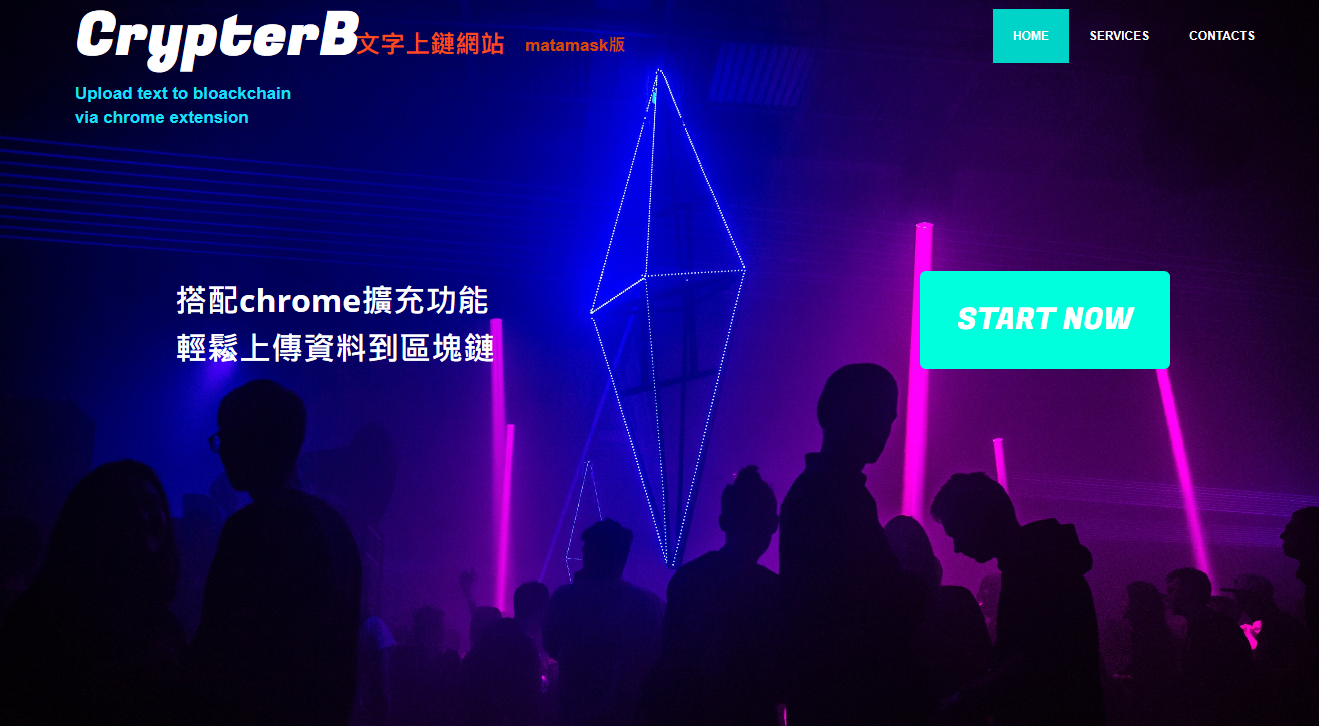 CrypterB文字上鏈網站 matamask版
HOME SERVICES CONTACTS
Upload text to bloackchain
via chrome extension
搭配chrome擴充功能
輕鬆上傳資料到區塊鏈
START NOW